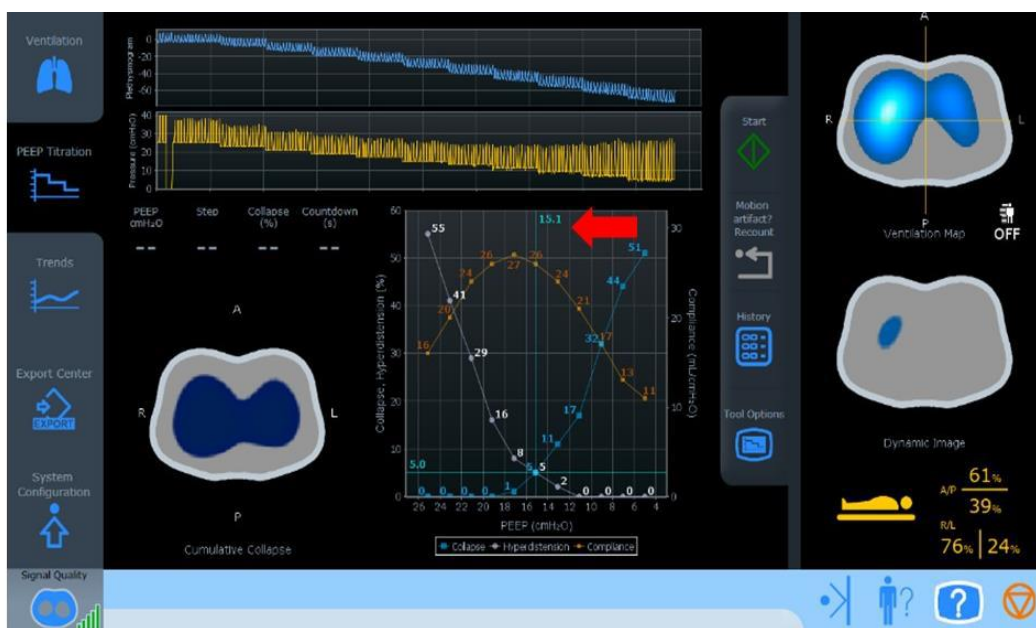 Ventilation
PEEP Titration
Trends
Export Center
EXPORT
System
Configuration
Signal Quality
Plethysmogram
0
-20
-40
-60
Pressure (cmH₂O)
40
30
20
10
0
PEEP
cmH₂O
--
Step
--
Collapse
(%)
--
Countdown
(s)
--
A
R
L
P
Cumulative Collapse
Collapse, Hyperdistension (%)
60
50
40
30
20
10
0
Compliance (mL/cmH₂O)
30
20
10
0
15.1
5.0
55
41
29
16
8
5
2
0
0
0
0
16
20
24
26
27
26
24
21
17
13
11
0
0
0
0
1
5
11
17
32
44
51
26 24 22 20 18 16 14 12 10 8 6 4
PEEP (cmH₂O)
Collapse Hyperdistension Compliance
Start
Motion
artifact?
Recount
History
Tool Options
A
R
L
P
OFF
Ventilation Map
Dynamic Image
A/P 61%
39%
R/L
76% 24%
?
?